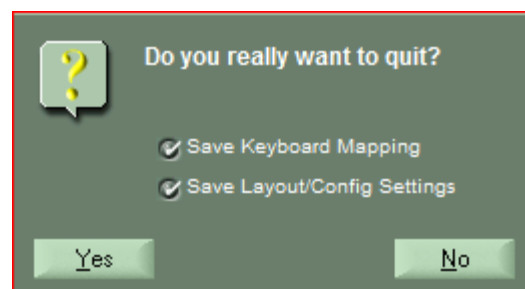 Do you really want to quit?
Save Keyboard Mapping
Save Layout/Config Settings
Yes
No